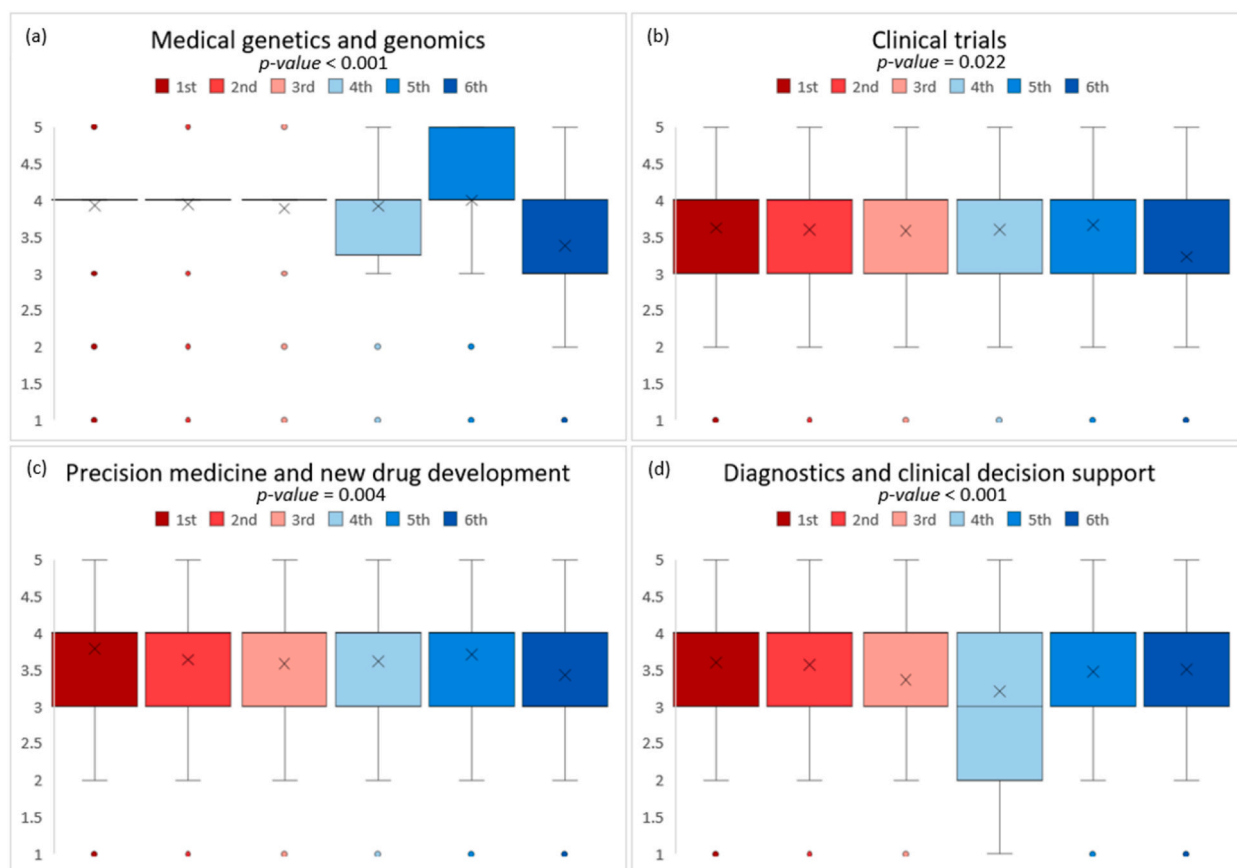 (a)
Medical genetics and genomics
p-value < 0.001
1st 2nd 3rd 4th 5th 6th
5
4.5
4
3.5
3
2.5
2
1.5
1
(b)
Clinical trials
p-value = 0.022
1st 2nd 3rd 4th 5th 6th
5
4.5
4
3.5
3
2.5
2
1.5
1
(c)
Precision medicine and new drug development
p-value = 0.004
1st 2nd 3rd 4th 5th 6th
5
4.5
4
3.5
3
2.5
2
1.5
1
(d)
Diagnostics and clinical decision support
p-value < 0.001
1st 2nd 3rd 4th 5th 6th
5
4.5
4
3.5
3
2.5
2
1.5
1